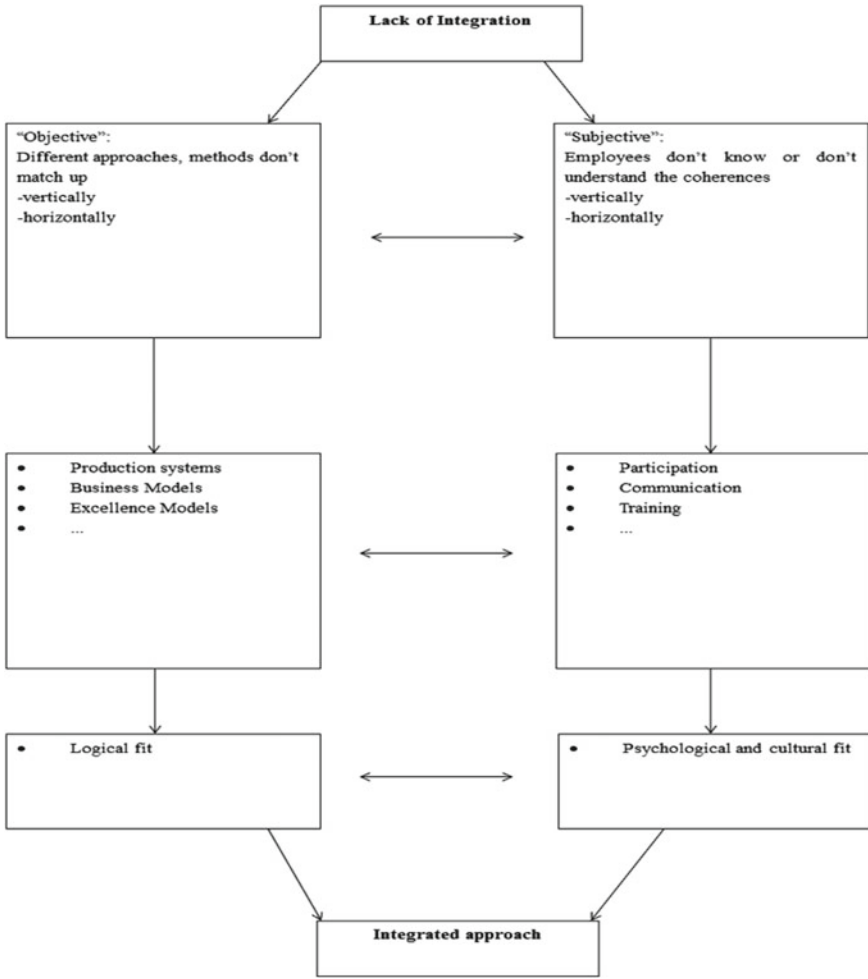 Lack of Integration
“Objective”:
Different approaches, methods don’t
match up
-vertically
-horizontally
“Subjective”:
Employees don’t know or don’t
understand the coherences
-vertically
-horizontally
• Production systems
• Business Models
• Excellence Models
• ...
• Participation
• Communication
• Training
• ...
• Logical fit
• Psychological and cultural fit
Integrated approach